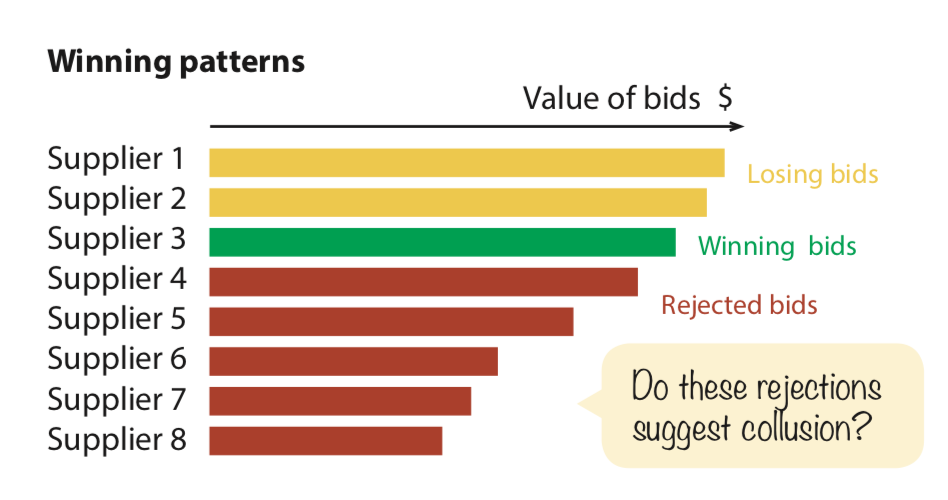 Winning patterns
Value of bids $
Supplier 1
Losing bids
Supplier 2
Supplier 3
Winning bids
Supplier 4
Rejected bids
Supplier 5
Supplier 6
Supplier 7
Supplier 8
Do these rejections
suggest collusion?